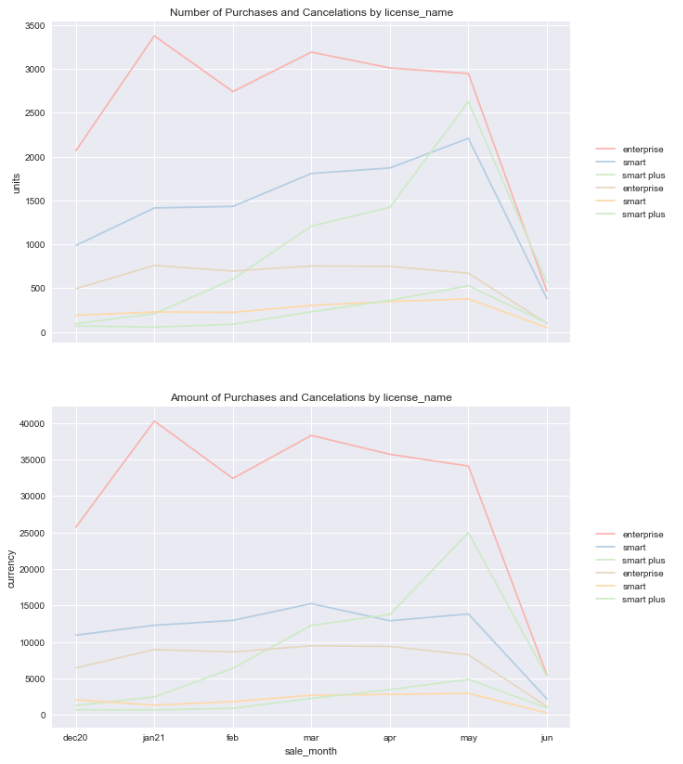 Number of Purchases and Cancelations by license_name
3500
3000
2500
2000
1500
1000
500
0
units
enterprise
smart
smart plus
enterprise
smart
smart plus
Amount of Purchases and Cancelations by license_name
40000
35000
30000
25000
20000
15000
10000
5000
0
currency
enterprise
smart
smart plus
enterprise
smart
smart plus
dec20 jan21 feb mar apr may jun
sale_month